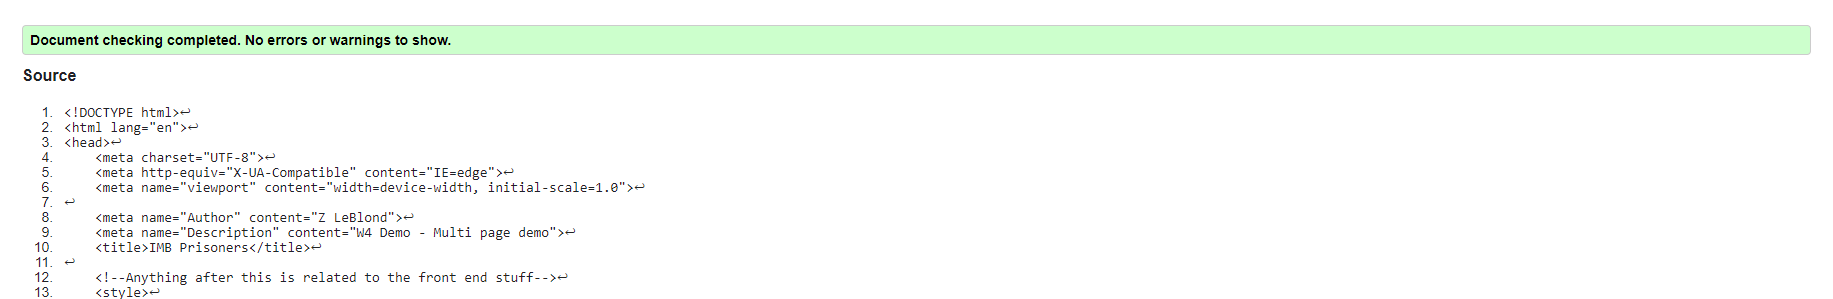 Document checking completed. No errors or warnings to show.
Source
1. <!DOCTYPE html>↩
2. <html lang="en">↩
3. <head>↩
4.     <meta charset="UTF-8">↩
5.     <meta http-equiv="X-UA-Compatible" content="IE=edge">↩
6.     <meta name="viewport" content="width=device-width, initial-scale=1.0">↩
7. ↩
8.     <meta name="Author" content="Z LeBlond">↩
9.     <meta name="Description" content="W4 Demo - Multi page demo">↩
10.     <title>IMB Prisoners</title>↩
11. ↩
12.     <!--Anything after this is related to the front end stuff-->↩
13.     <style>↩